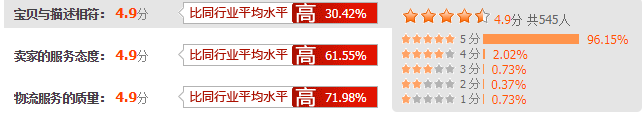 宝贝与描述相符: 4.9分 比同行业平均水平 高 30.42%
卖家的服务态度: 4.9分 比同行业平均水平 高 61.55%
物流服务的质量: 4.9分 比同行业平均水平 高 71.98%
4.9分 共545人
5分 96.15%
4分 2.02%
3分 0.73%
2分 0.37%
1分 0.73%